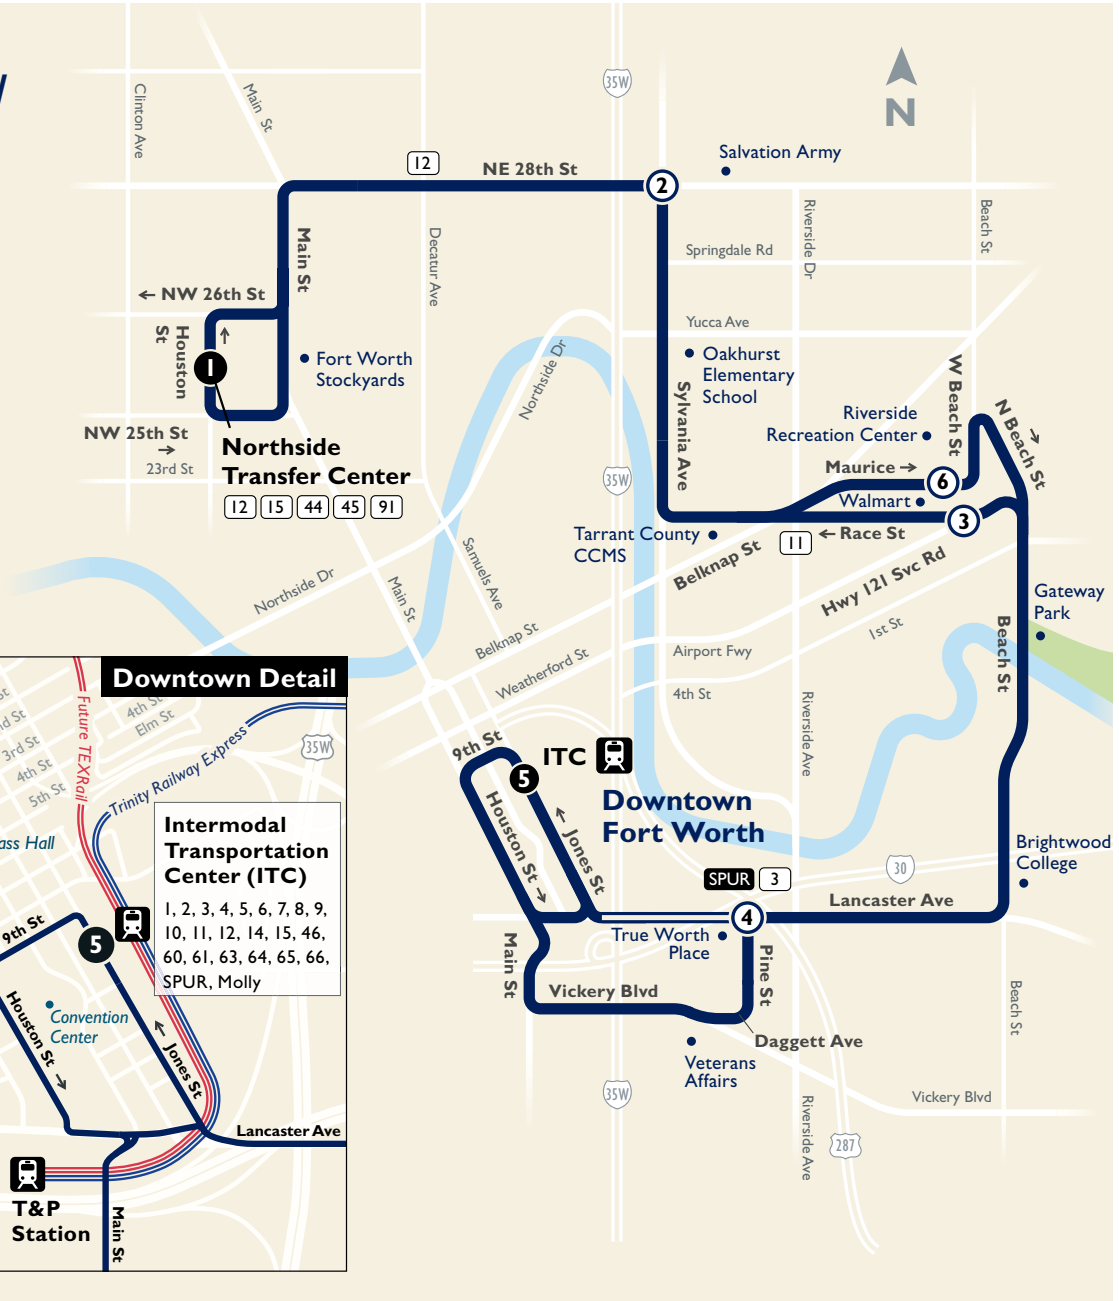 35W
N
Clinton Ave
Main St
12
NE 28th St
2
Salvation Army
Main St
Decatur Ave
Springdale Rd
Riverside Dr
Beach St
← NW 26th St
Houston
St
1
Fort Worth
Stockyards
Yucca Ave
Oakhurst
Elementary
School
Northside Dr
Sylvania Ave
W Beach St
N Beach St
Riverside
Recreation Center
NW 25th St
→
23rd St
Northside
Transfer Center
12 15 44 45 91
35W
Maurice →
6
Walmart
3
Tarrant County
CCMS
11
← Race St
Belknap St
Hwy 121 Svc Rd
1st St
Samuels Ave
Northside Dr
Main St
Belknap St
Weatherford St
Airport Fwy
4th St
Gateway
Park
Beach St
Riverside Ave
9th St
5
ITC
Downtown
Fort Worth
Houston St →
← Jones St
SPUR 3
30
Brightwood
College
Lancaster Ave
4
True Worth
Place
Main St
Pine St
Vickery Blvd
Daggett Ave
Veterans
Affairs
Beach St
35W
Riverside Ave
Vickery Blvd
287
Downtown Detail
4th St
Elm St
3rd St
4th St
5th St
Future TEXRail
Trinity Railway Express
35W
ass Hall
Intermodal
Transportation
Center (ITC)
1, 2, 3, 4, 5, 6, 7, 8, 9,
10, 11, 12, 14, 15, 46,
60, 61, 63, 64, 65, 66,
SPUR, Molly
9th St
5
Convention
Center
Houston St →
← Jones St
Lancaster Ave
T&P
Station
Main St